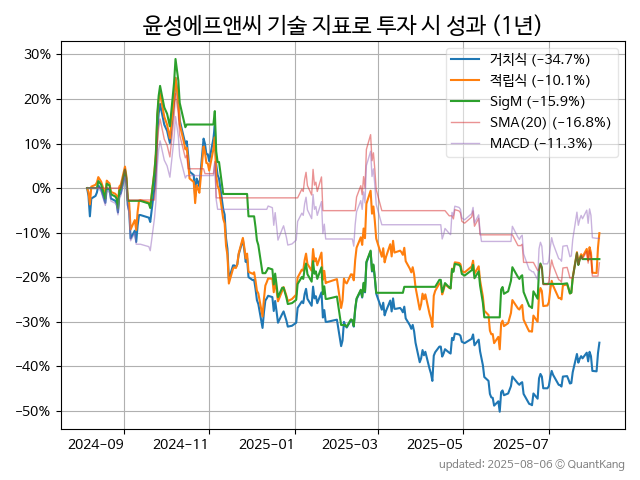 윤성에프앤씨 기술 지표로 투자 시 성과 (1년)
30%
20%
10%
0%
−10%
−20%
−30%
−40%
−50%
거치식 (−34.7%)
적립식 (−10.1%)
SigM (−15.9%)
SMA(20) (−16.8%)
MACD (−11.3%)
2024-09
2024-11
2025-01
2025-03
2025-05
2025-07
updated: 2025-08-06 © QuantKang